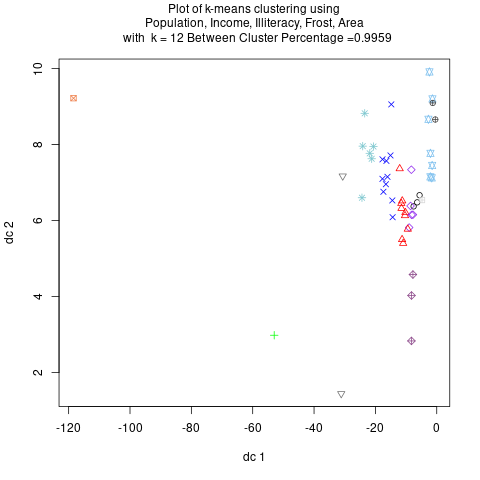 Plot of k-means clustering using
Population, Income, Illiteracy, Frost, Area
with  k = 12 Between Cluster Percentage =0.9959
10
8
6
4
2
dc 2
-120
-100
-80
-60
-40
-20
0
dc 1